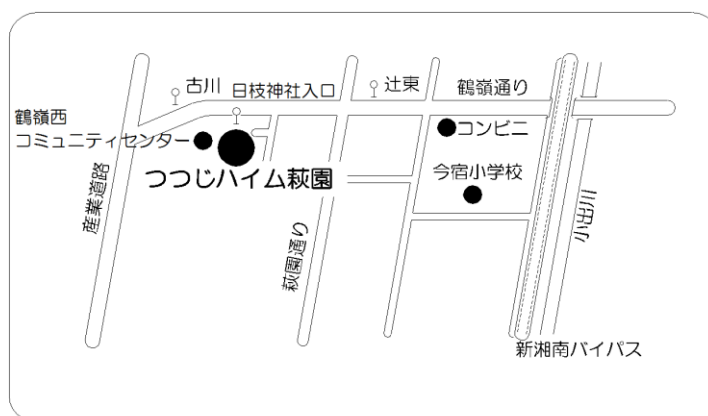 古川
日枝神社入口
辻東
鶴嶺通り
鶴嶺西
コミュニティセンター
コンビニ
つつじハイム萩園
今宿小学校
産業道路
萩園通り
小出川
新湘南バイパス